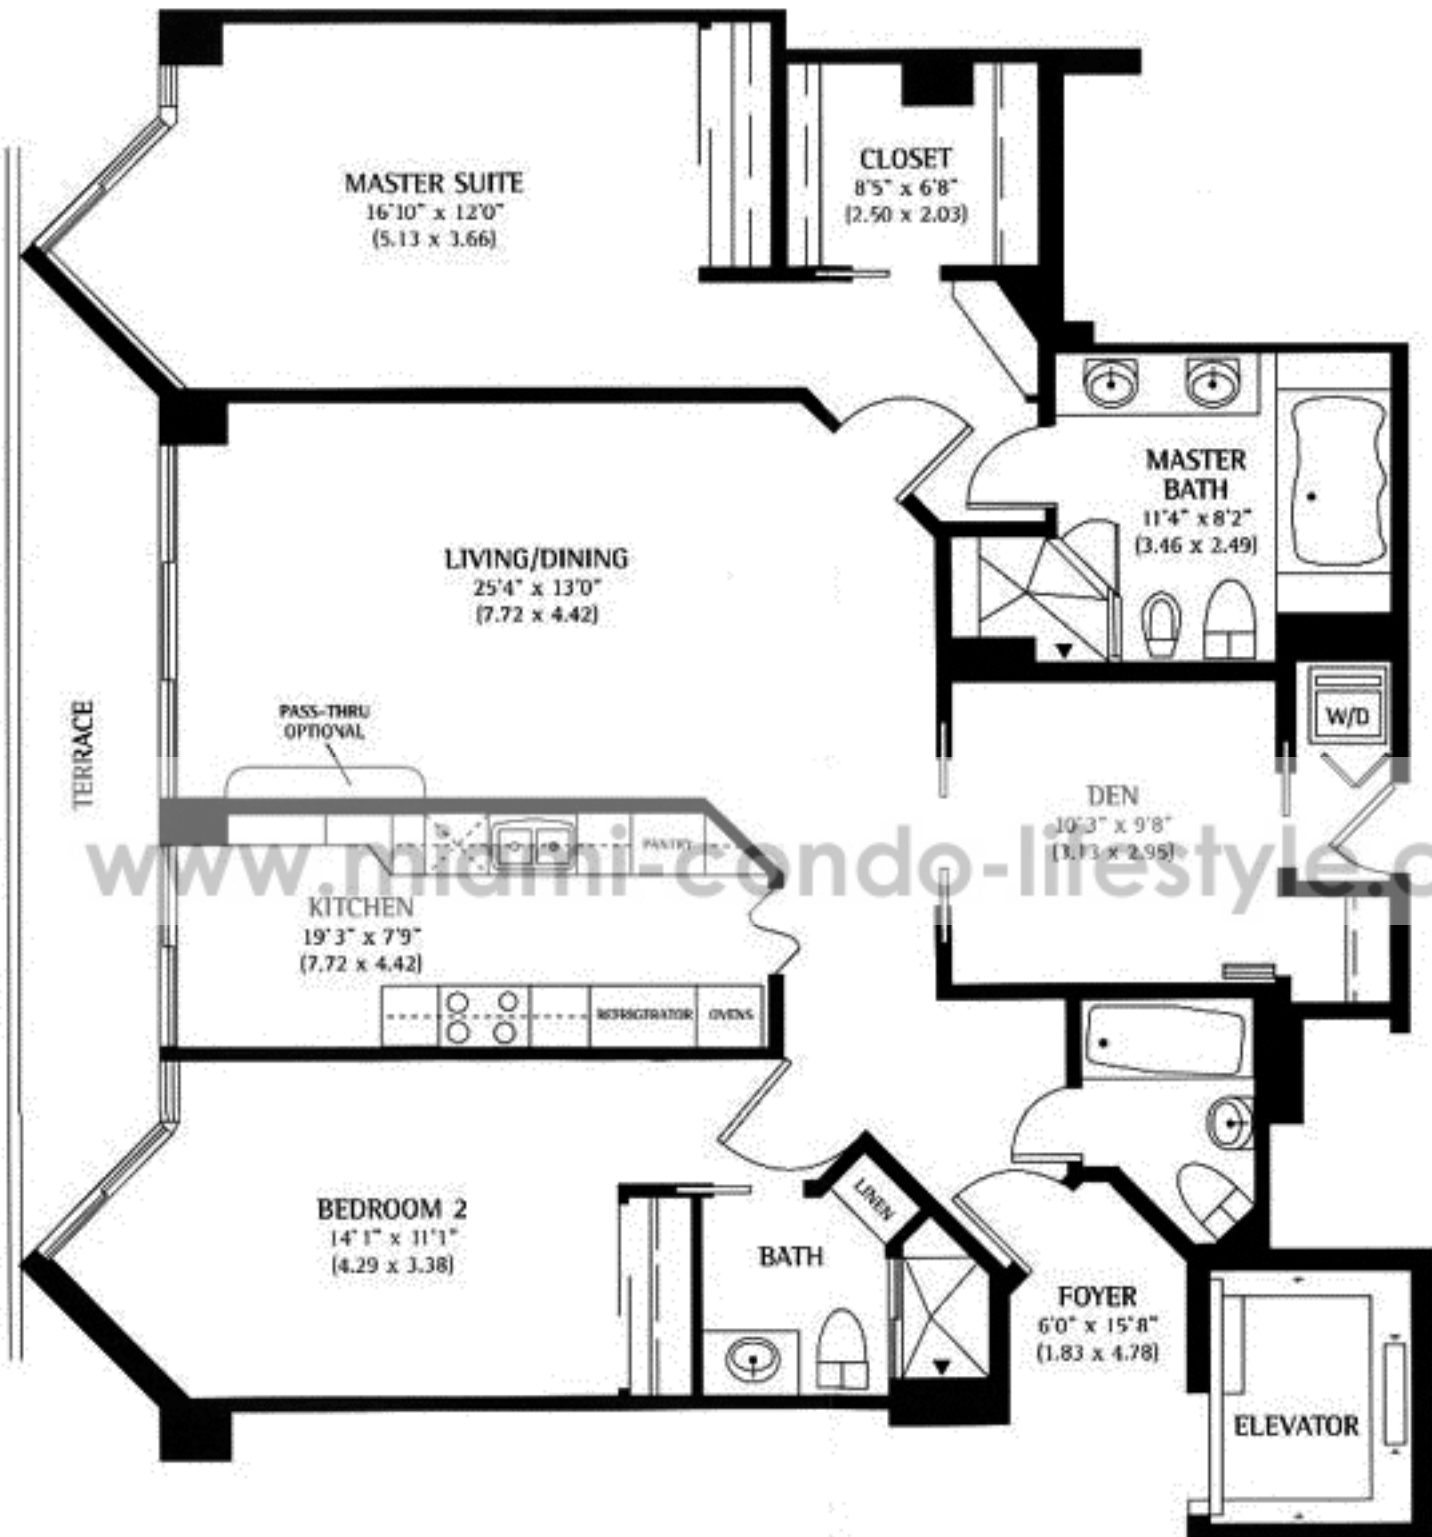 MASTER SUITE
16'10" x 12'0"
(5.13 x 3.66)
CLOSET
8'5" x 6'8"
(2.50 x 2.03)
MASTER
BATH
11'4" x 8'2"
(3.46 x 2.49)
LIVING/DINING
25'4" x 13'0"
(7.72 x 4.42)
PASS-THRU
OPTIONAL
TERRACE
W/D
DEN
10'3" x 9'8"
(3.13 x 2.95)
PANTRY
www.miami-condo-lifestyle.c
KITCHEN
19'3" x 7'9"
(7.72 x 4.42)
REFRIGERATOR
OVENS
BEDROOM 2
14'1" x 11'1"
(4.29 x 3.38)
LINEN
BATH
FOYER
6'0" x 15'8"
(1.83 x 4.78)
ELEVATOR